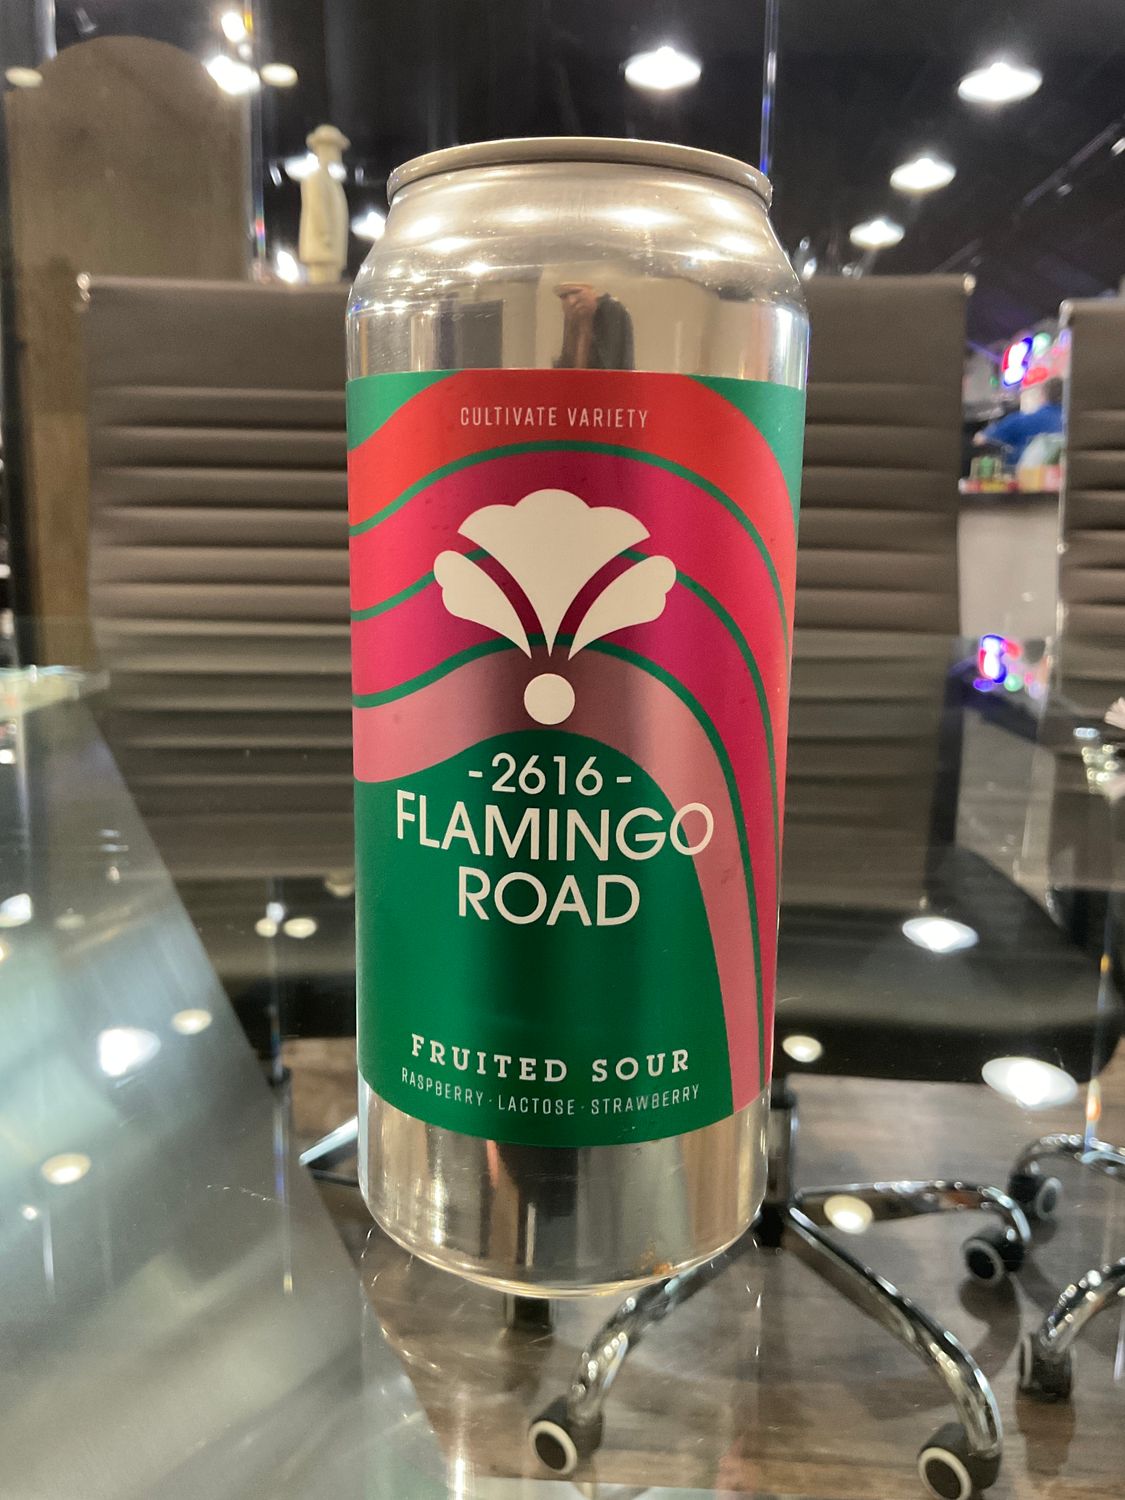 CULTIVATE VARIETY
-2616-
FLAMINGO
ROAD
FRUITED SOUR
RASPBERRY · LACTOSE · STRAWBERRY